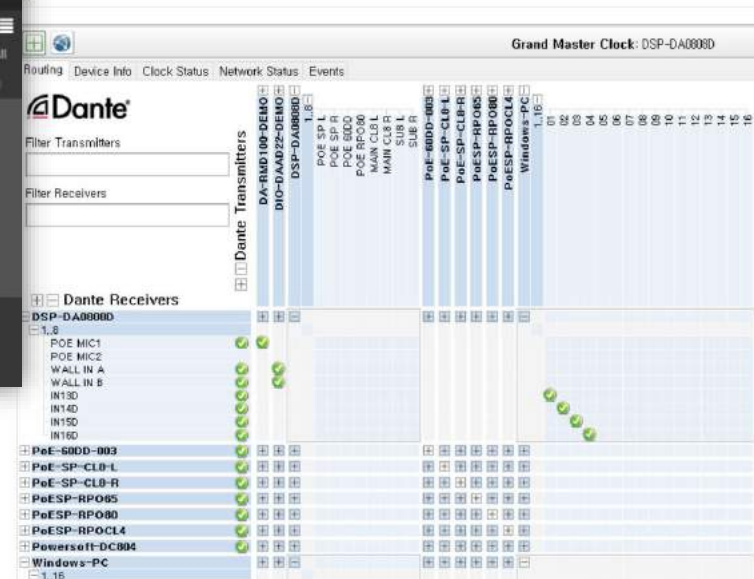 Grand Master Clock: DSP-DA0808D
Routing Device Info Clock Status Network Status Events
Dante®
Filter Transmitters
Filter Receivers
Dante Transmitters
DA-RMD100-DEMO
DIO-DAAD22-DEMO
DSP-DA0808D
1..8
POE SP L
POE SP R
POE 60DD
POE RPO80
MAIN CL8 L
MAIN CL8 R
SUB L
SUB R
PoE-60DD-003
PoE-SP-CL8-L
PoE-SP-CL8-R
PoESP-RPO65
PoESP-RPO80
PoESP-RPOCL4
Windows-PC
1..16
01
02
03
04
05
06
07
08
09
10
11
12
13
14
15
16
Dante Receivers
DSP-DA0808D
1..8
POE MIC1
POE MIC2
WALL IN A
WALL IN B
IN13D
IN14D
IN15D
IN16D
PoE-60DD-003
PoE-SP-CL8-L
PoE-SP-CL8-R
PoESP-RPO65
PoESP-RPO80
PoESP-RPOCL4
Powersoft-DC804
Windows-PC
1..16